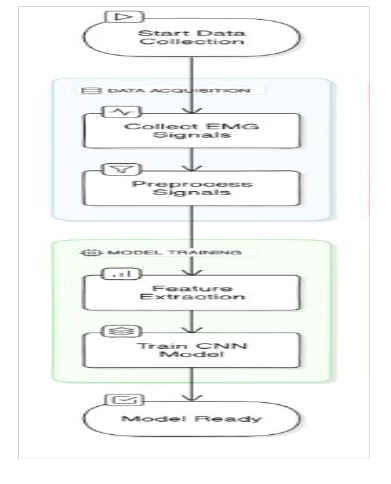 Start Data
Collection
DATA ACQUISITION
Collect EMG
Signals
Preprocess
Signals
MODEL TRAINING
Feature
Extraction
Train CNN
Model
Model Ready